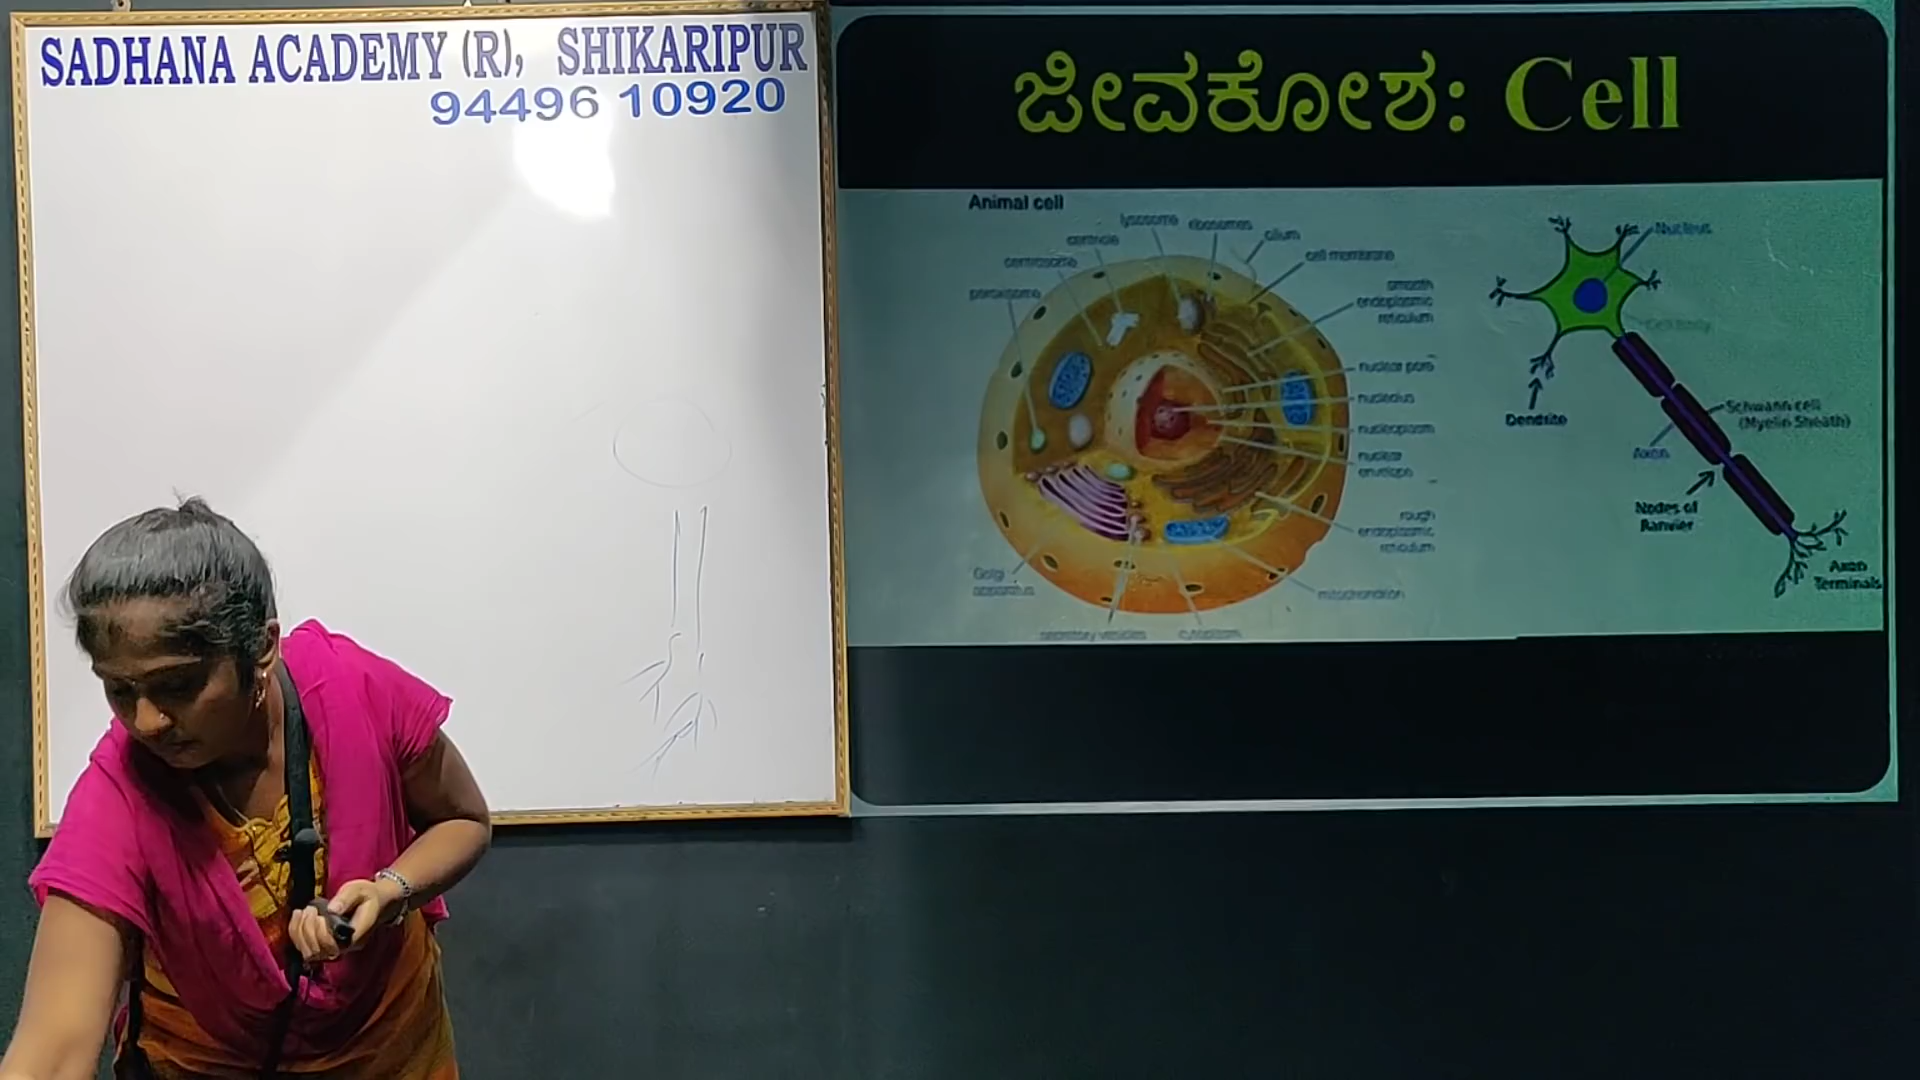 SADHANA ACADEMY (R), SHIKARIPUR
94496 10920
ಜೀವಕೋಶ: Cell
Animal cell
lysosome
ribosomes
cilium
centriole
cell membrane
centrosome
peroxisome
smooth
endoplasmic
reticulum
nuclear pore
nucleolus
nucleoplasm
nuclear
envelope
rough
endoplasmic
reticulum
mitochondrion
Golgi
apparatus
secretory vesicles
cytoplasm
Nucleus
Cell Body
Dendrite
Schwann cell
(Myelin Sheath)
Axon
Nodes of
Ranvier
Axon
Terminals